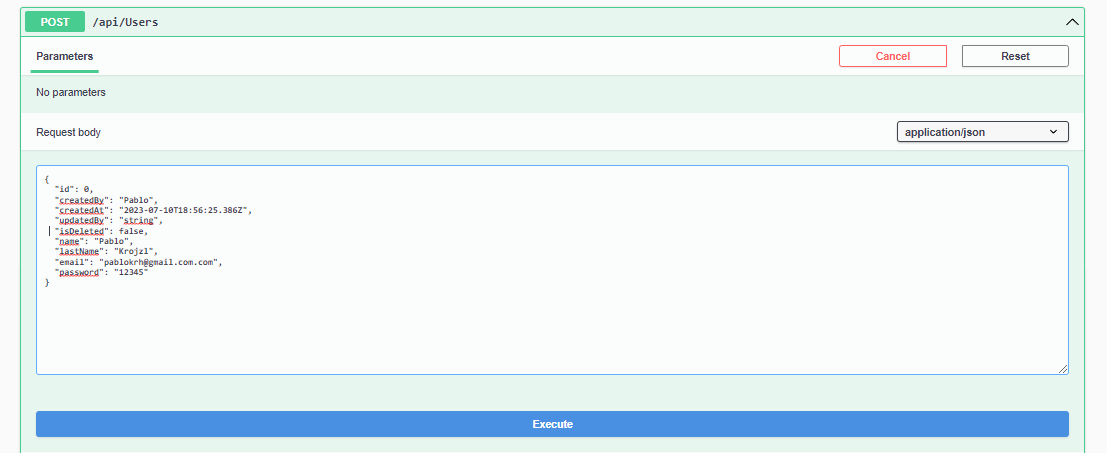 POST /api/Users
Parameters Cancel Reset
No parameters
Request body application/json
{
"id": 0,
"createdBy": "Pablo",
"createdAt": "2023-07-10T18:56:25.386Z",
"updatedBy": "string",
"isDeleted": false,
"name": "Pablo",
"lastName": "Krojzl",
"email": "pablokrh@gmail.com.com",
"password": "12345"
}
Execute